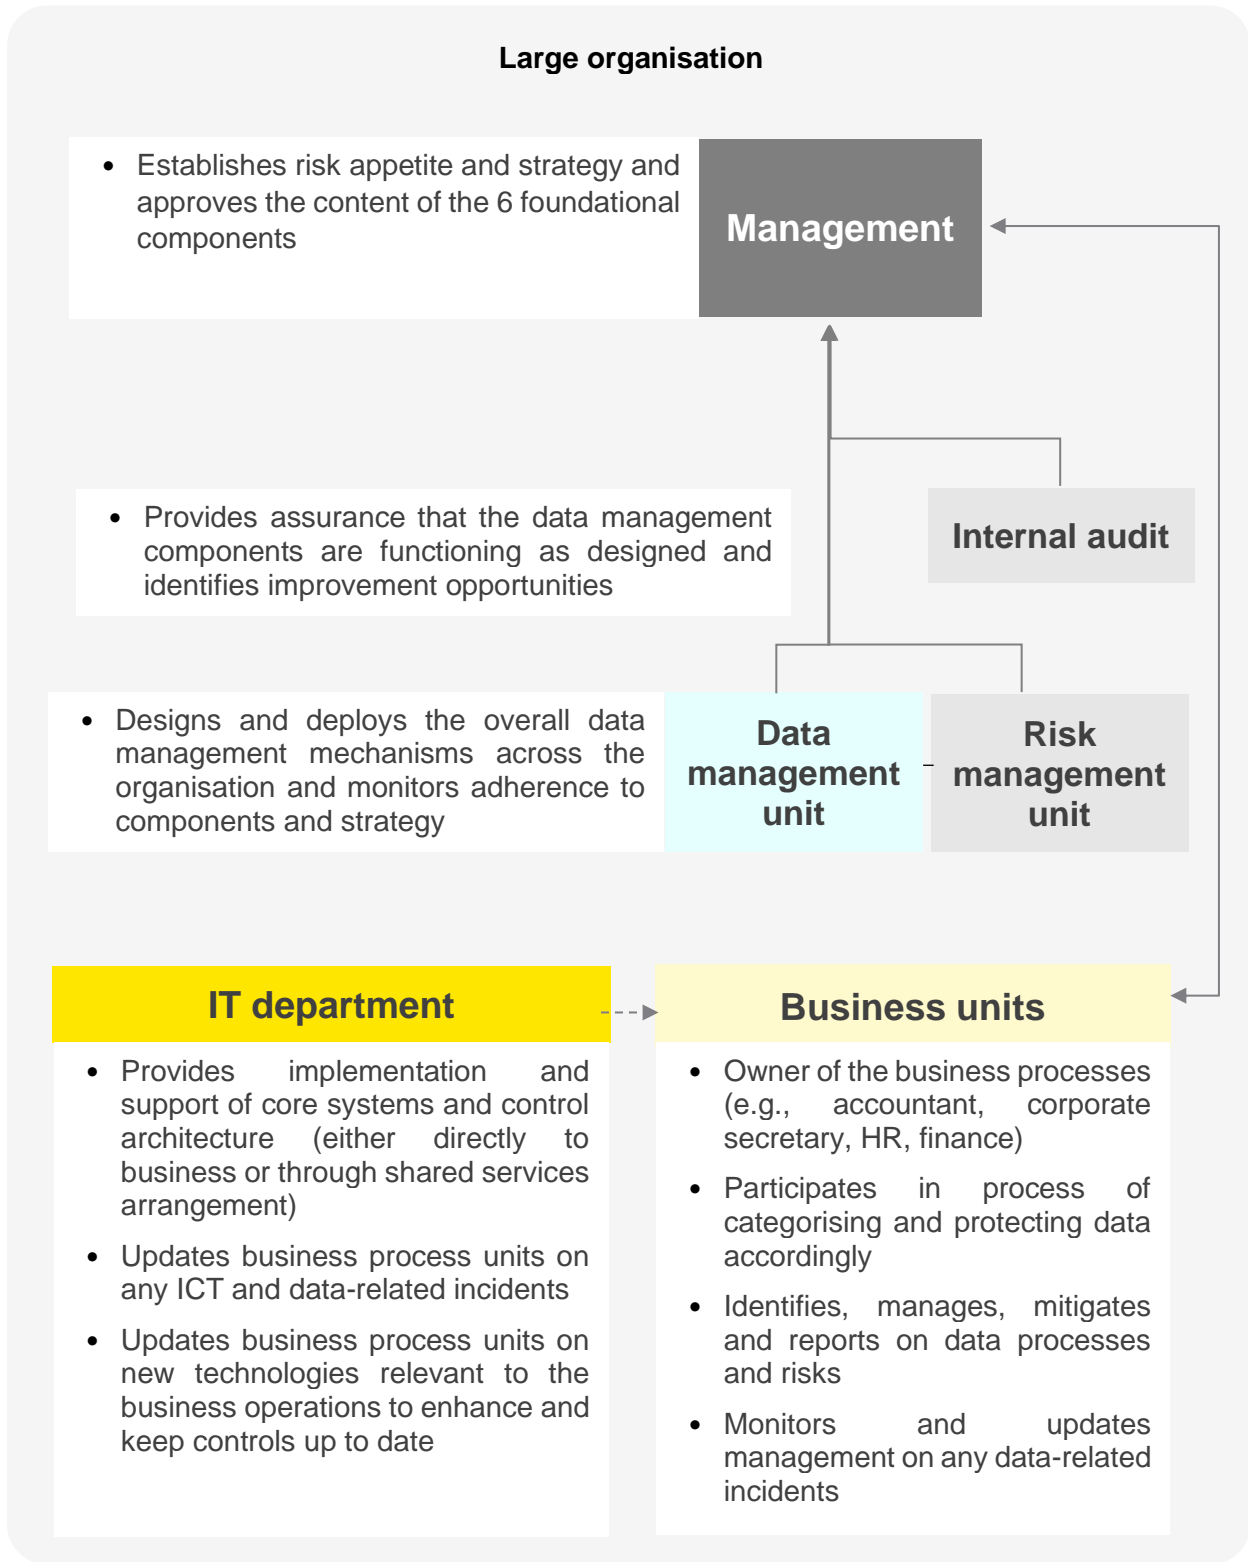 Large organisation
• Establishes risk appetite and strategy and
approves the content of the 6 foundational
components
Management
• Provides assurance that the data management
components are functioning as designed and
identifies improvement opportunities
Internal audit
• Designs and deploys the overall data
management mechanisms across the
organisation and monitors adherence to
components and strategy
Data
management
unit
Risk
management
unit
IT department
• Provides implementation and
support of core systems and control
architecture (either directly to
business or through shared services
arrangement)
• Updates business process units on
any ICT and data-related incidents
• Updates business process units on
new technologies relevant to the
business operations to enhance and
keep controls up to date
Business units
• Owner of the business processes
(e.g., accountant, corporate
secretary, HR, finance)
• Participates in process of
categorising and protecting data
accordingly
• Identifies, manages, mitigates
and reports on data processes
and risks
• Monitors and updates
management on any data-related
incidents